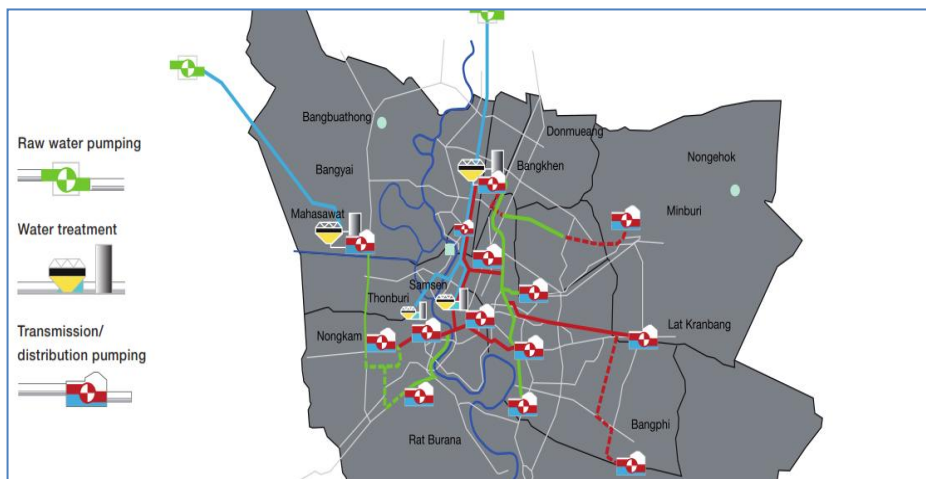 Raw water pumping
Water treatment
Transmission/
distribution pumping
Bangbuathong
Donmueang
Bangkhen
Nongehok
Bangyai
Minburi
Mahasawat
Samsen
Thonburi
Nongkam
Lat Kranbang
Bangphi
Rat Burana